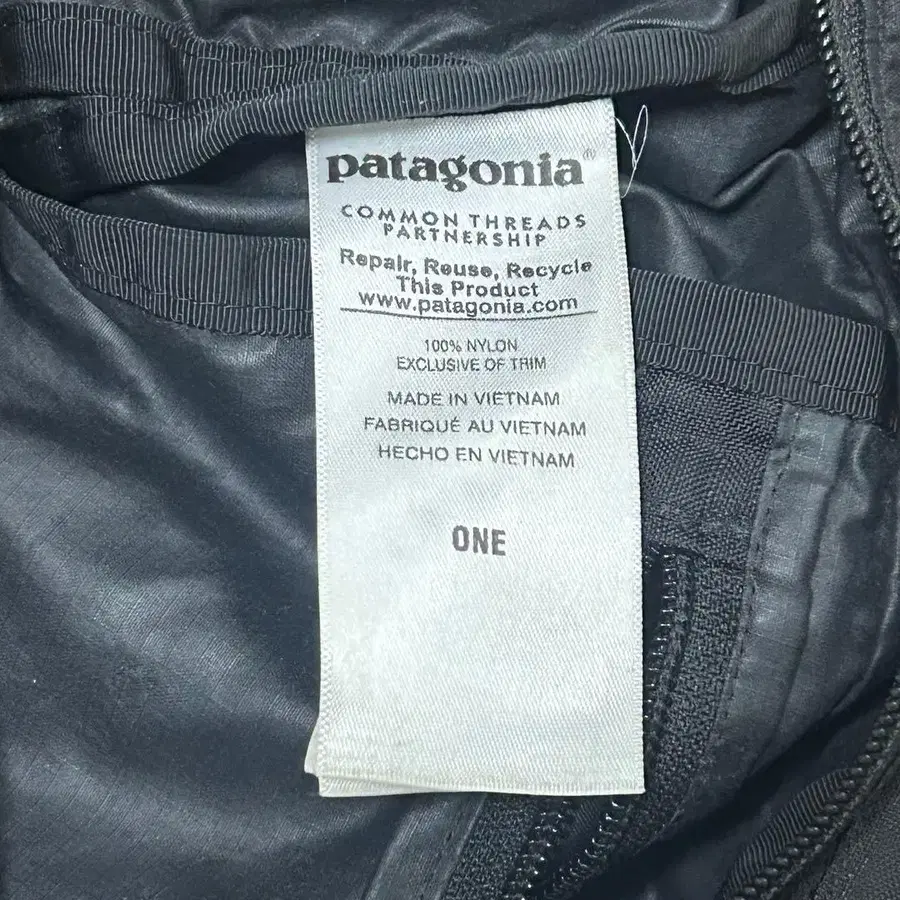 patagonia®
COMMON THREADS
PARTNERSHIP
Repair, Reuse, Recycle
This Product
www.patagonia.com
100% NYLON
EXCLUSIVE OF TRIM
MADE IN VIETNAM
FABRIQUÉ AU VIETNAM
HECHO EN VIETNAM
ONE